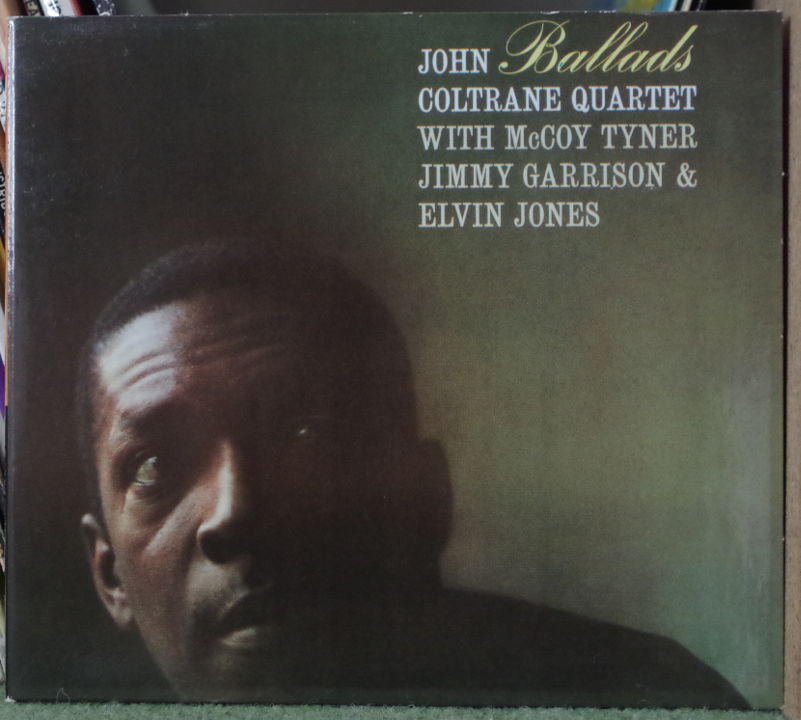 JOHN Ballads
COLTRANE QUARTET
WITH McCOY TYNER
JIMMY GARRISON &
ELVIN JONES